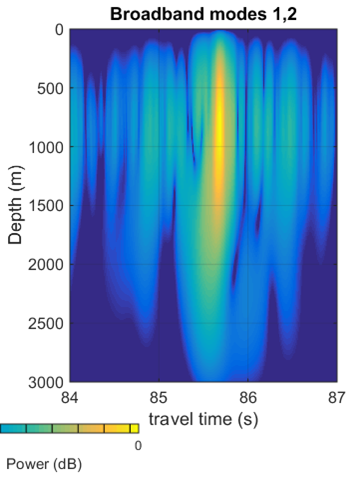 Broadband modes 1,2
0
500
1000
1500
2000
2500
3000
Depth (m)
84 85 86 87
travel time (s)
0
Power (dB)